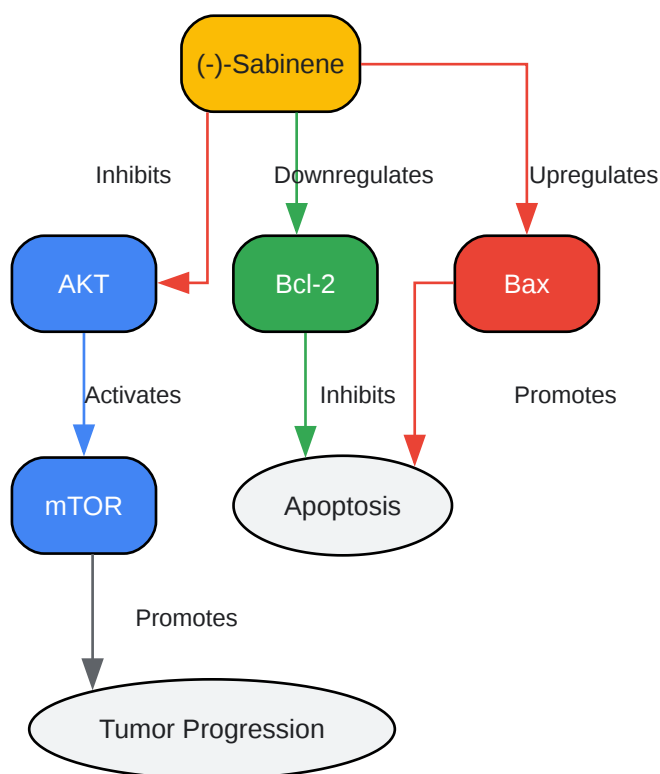 (-)-Sabinene
Inhibits
Downregulates
Upregulates
AKT
Bcl-2
Bax
Activates
Inhibits
Promotes
mTOR
Apoptosis
Promotes
Tumor Progression